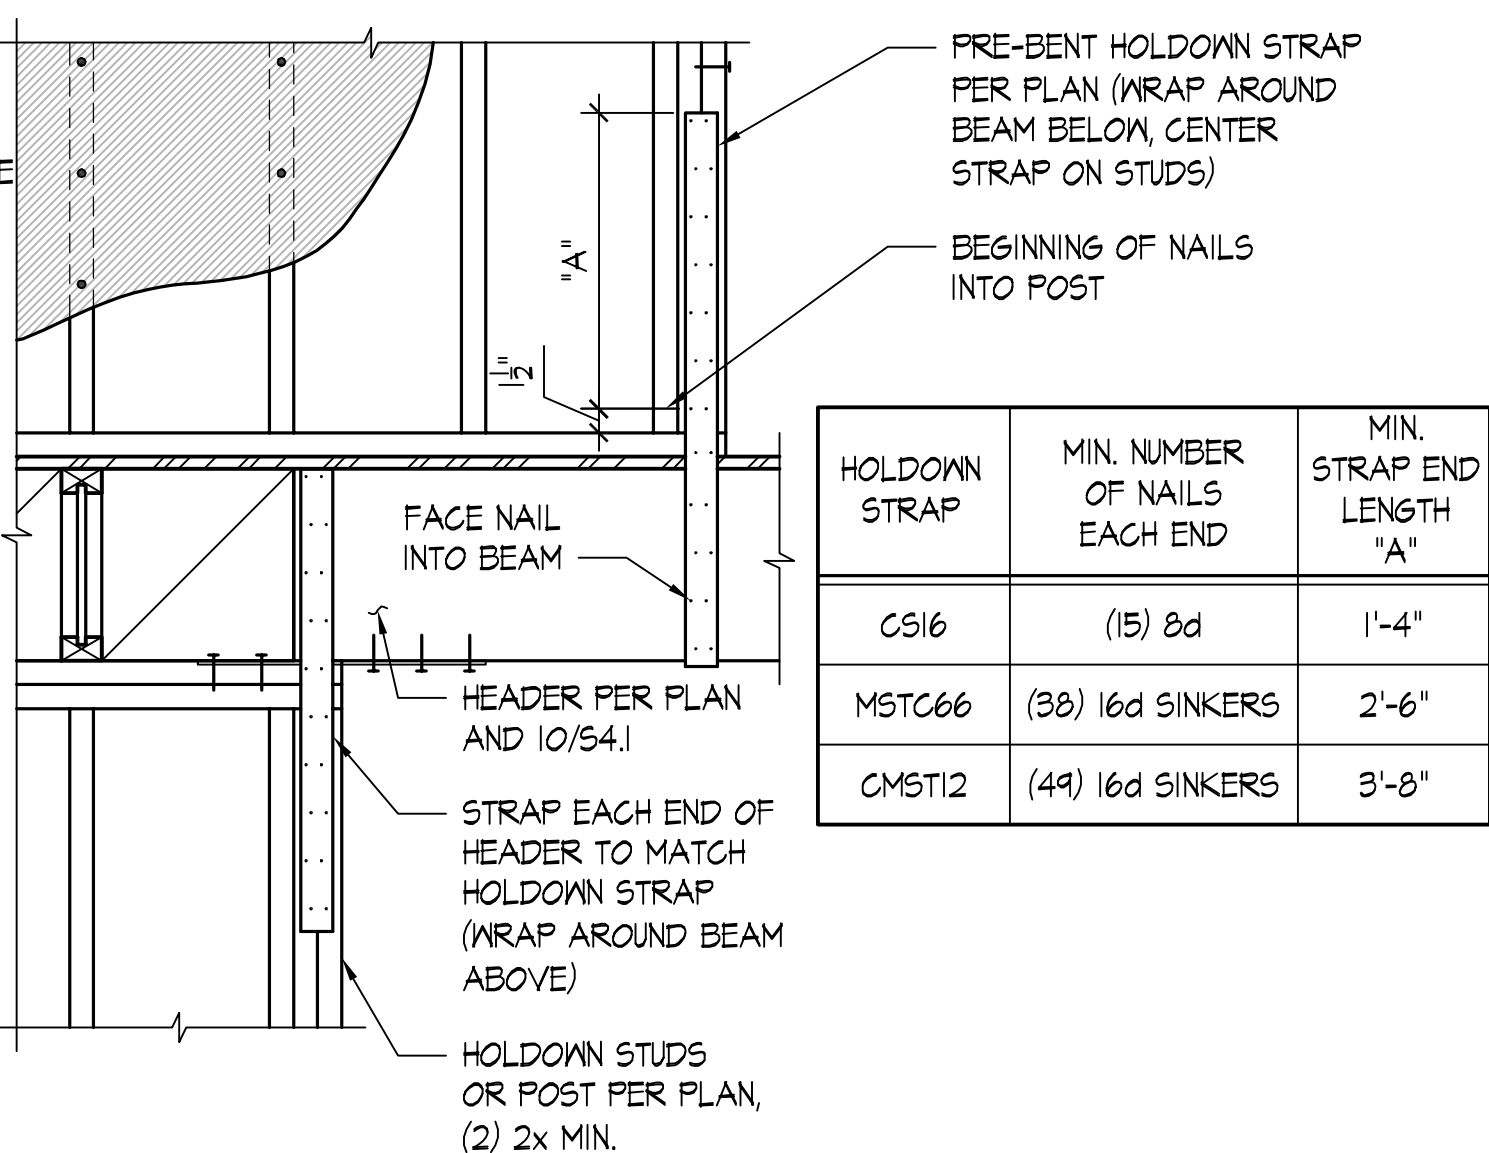 PRE-BENT HOLDOWN STRAP
PER PLAN (WRAP AROUND
BEAM BELOW, CENTER
STRAP ON STUDS)
E
"A"
BEGINNING OF NAILS
INTO POST
1 1/2"
FACE NAIL
INTO BEAM
HEADER PER PLAN
AND 10/S4.1
STRAP EACH END OF
HEADER TO MATCH
HOLDOWN STRAP
(WRAP AROUND BEAM
ABOVE)
HOLDOWN STUDS
OR POST PER PLAN,
(2) 2x MIN.
HOLDOWN
STRAP
MIN. NUMBER
OF NAILS
EACH END
MIN.
STRAP END
LENGTH
"A"
CS16
(15) 8d
1'-4"
MSTC66
(38) 16d SINKERS
2'-6"
CMST12
(49) 16d SINKERS
3'-8"